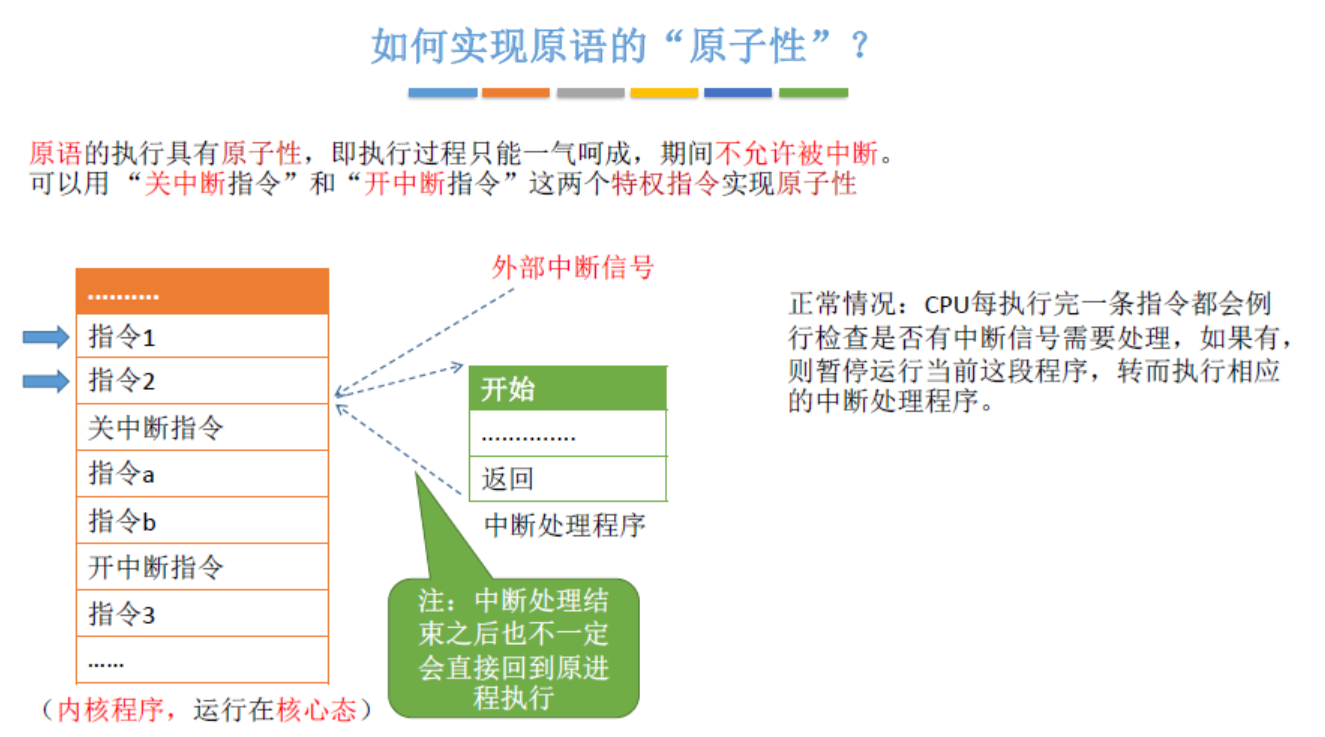 如何实现原语的“原子性”？
原语的执行具有原子性，即执行过程只能一气呵成，期间不允许被中断。
可以用 “关中断指令”和“开中断指令”这两个特权指令实现原子性
..........
指令1
指令2
关中断指令
指令a
指令b
开中断指令
指令3
......
（内核程序，运行在核心态）
外部中断信号
开始
..............
返回
中断处理程序
注：中断处理结
束之后也不一定
会直接回到原进
程执行
正常情况：CPU每执行完一条指令都会例
行检查是否有中断信号需要处理，如果有，
则暂停运行当前这段程序，转而执行相应
的中断处理程序。